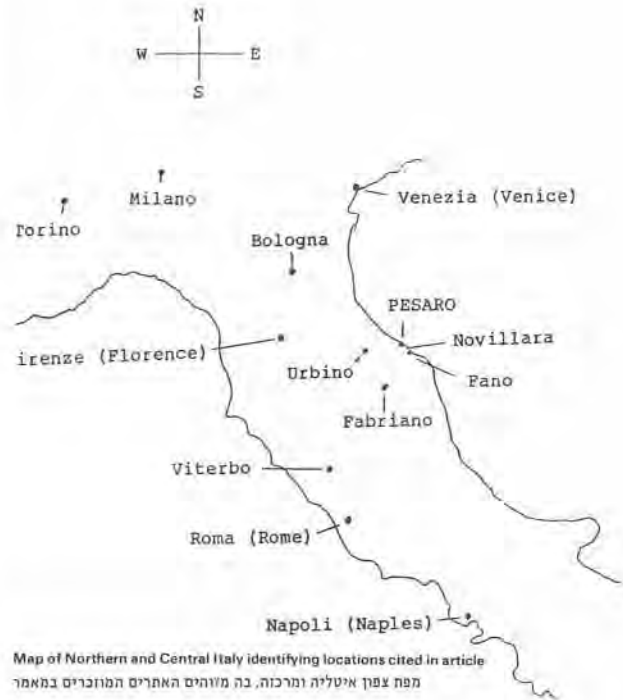 N
W E
S
Milano
Torino
Venezia (Venice)
Bologna
PESARO
Novillara
irenze (Florence)
Urbino
Fano
Fabriano
Viterbo
Roma (Rome)
Napoli (Naples)
Map of Northern and Central Italy identifying locations cited in article
מפת צפון איטליה ומרכזה, בה מזוהים האתרים המוזכרים במאמר